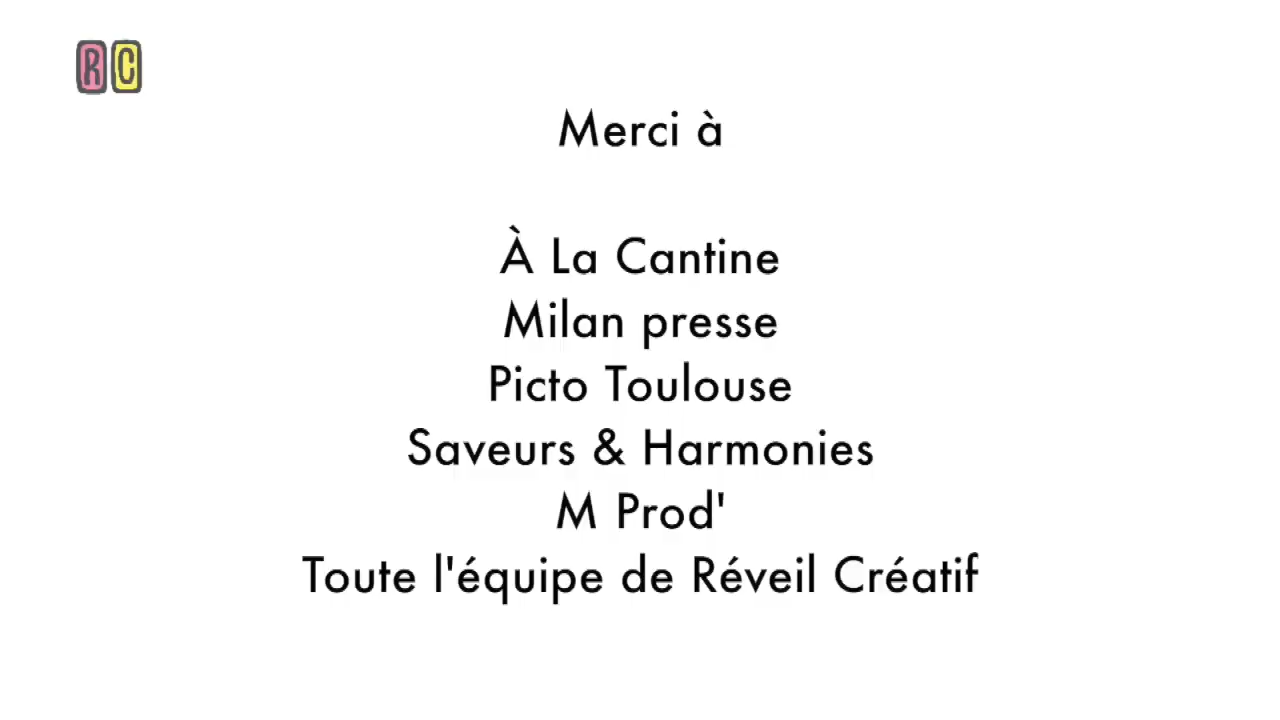 RC
Merci à
À La Cantine
Milan presse
Picto Toulouse
Saveurs & Harmonies
M Prod'
Toute l'équipe de Réveil Créatif